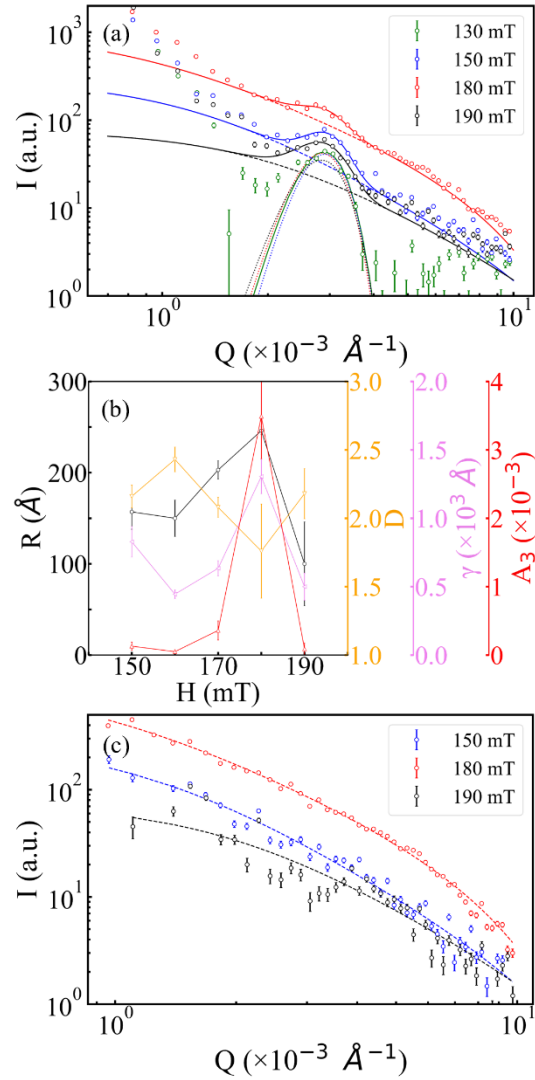 (a)
130 mT
150 mT
180 mT
190 mT
10³
10²
10¹
10⁰
I (a.u.)
10⁰
10¹
Q (×10⁻³ Å⁻¹)
(b)
300
200
100
0
R (Å)
150 160 170 180 190
H (mT)
3.0
2.5
2.0
1.5
1.0
D
2.0
1.5
1.0
0.5
0.0
γ (×10³ Å)
4
3
2
1
0
A₃ (×10⁻³)
(c)
150 mT
180 mT
190 mT
10²
10¹
10⁰
I (a.u.)
10⁰
10¹
Q (×10⁻³ Å⁻¹)